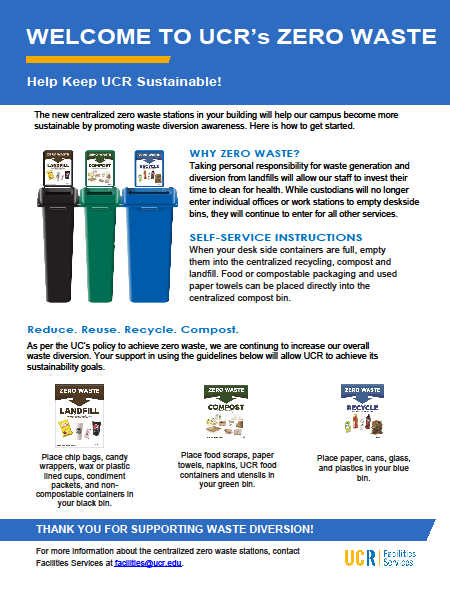 WELCOME TO UCR's ZERO WASTE
Help Keep UCR Sustainable!
The new centralized zero waste stations in your building will help our campus become more
sustainable by promoting waste diversion awareness. Here is how to get started.
ZERO WASTE
LANDFILL
ZERO WASTE
COMPOST
ZERO WASTE
RECYCLE
WHY ZERO WASTE?
Taking personal responsibility for waste generation and
diversion from landfills will allow our staff to invest their
time to clean for health. While custodians will no longer
enter individual offices or work stations to empty deskside
bins, they will continue to enter for all other services.
SELF-SERVICE INSTRUCTIONS
When your desk side containers are full, empty
them into the centralized recycling, compost and
landfill. Food or compostable packaging and used
paper towels can be placed directly into the
centralized compost bin.
Reduce. Reuse. Recycle. Compost.
As per the UC's policy to achieve zero waste, we are continung to increase our overall
waste diversion. Your support in using the guidelines below will allow UCR to achieve its
sustainability goals.
ZERO WASTE
LANDFILL
Place chip bags, candy
wrappers, wax or plastic
lined cups, condiment
packets, and non-
compostable containers in
your black bin.
ZERO WASTE
COMPOST
Place food scraps, paper
towels, napkins, UCR food
containers and utensils in
your green bin.
ZERO WASTE
RECYCLE
Place paper, cans, glass,
and plastics in your blue
bin.
THANK YOU FOR SUPPORTING WASTE DIVERSION!
For more information about the centralized zero waste stations, contact
Facilities Services at facilities@ucr.edu.
UCR Facilities
Services